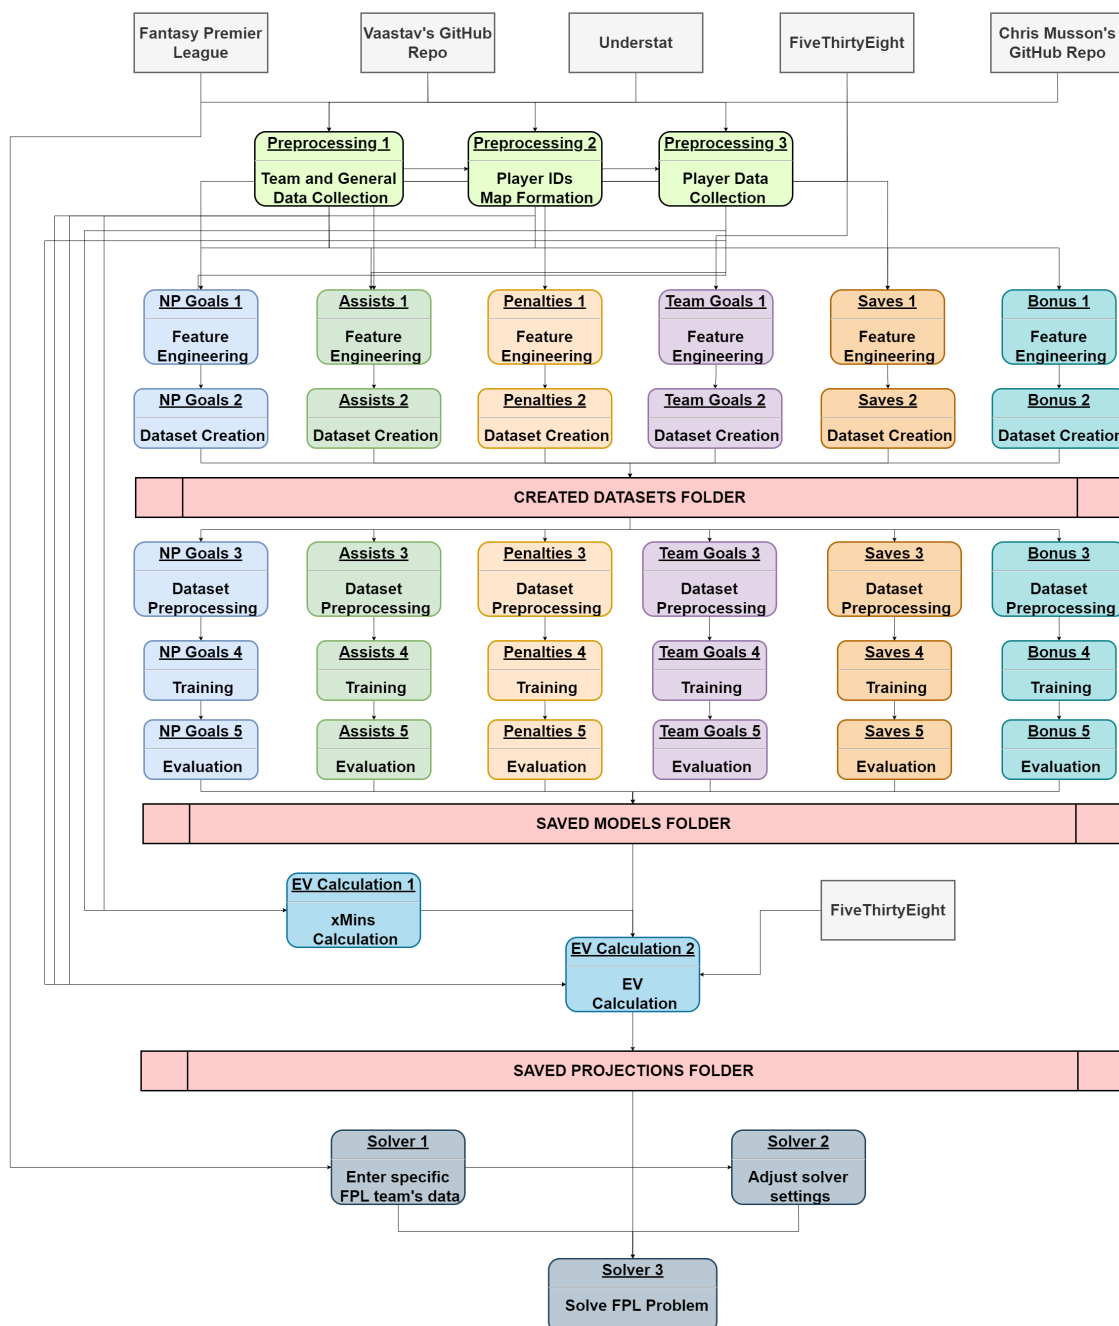 Fantasy Premier
League
Vaastav's GitHub
Repo
Understat
FiveThirtyEight
Chris Musson's
GitHub Repo
Preprocessing 1
Team and General
Data Collection
Preprocessing 2
Player IDs
Map Formation
Preprocessing 3
Player Data
Collection
NP Goals 1
Feature
Engineering
Assists 1
Feature
Engineering
Penalties 1
Feature
Engineering
Team Goals 1
Feature
Engineering
Saves 1
Feature
Engineering
Bonus 1
Feature
Engineering
NP Goals 2
Dataset Creation
Assists 2
Dataset Creation
Penalties 2
Dataset Creation
Team Goals 2
Dataset Creation
Saves 2
Dataset Creation
Bonus 2
Dataset Creation
CREATED DATASETS FOLDER
NP Goals 3
Dataset
Preprocessing
Assists 3
Dataset
Preprocessing
Penalties 3
Dataset
Preprocessing
Team Goals 3
Dataset
Preprocessing
Saves 3
Dataset
Preprocessing
Bonus 3
Dataset
Preprocessing
NP Goals 4
Training
Assists 4
Training
Penalties 4
Training
Team Goals 4
Training
Saves 4
Training
Bonus 4
Training
NP Goals 5
Evaluation
Assists 5
Evaluation
Penalties 5
Evaluation
Team Goals 5
Evaluation
Saves 5
Evaluation
Bonus 5
Evaluation
SAVED MODELS FOLDER
EV Calculation 1
xMins
Calculation
FiveThirtyEight
EV Calculation 2
EV
Calculation
SAVED PROJECTIONS FOLDER
Solver 1
Enter specific
FPL team's data
Solver 2
Adjust solver
settings
Solver 3
Solve FPL Problem